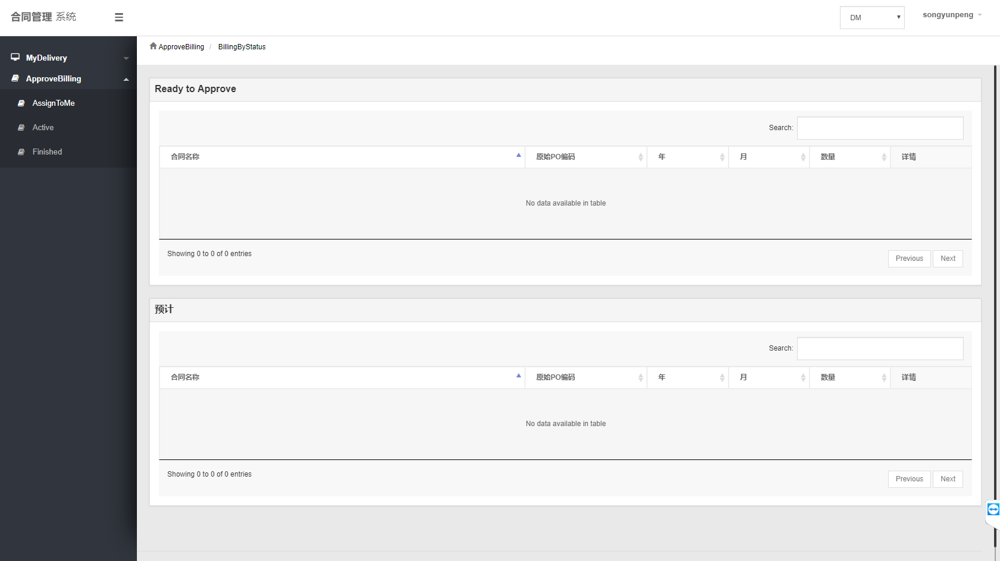 合同管理 系统
DM
songyunpeng
MyDelivery
ApproveBilling
AssignToMe
Active
Finished
ApproveBilling / BillingByStatus
Ready to Approve
Search:
合同名称 原始PO编码 年 月 数量 详情
No data available in table
Showing 0 to 0 of 0 entries
Previous Next
预计
Search:
合同名称 原始PO编码 年 月 数量 详情
No data available in table
Showing 0 to 0 of 0 entries
Previous Next